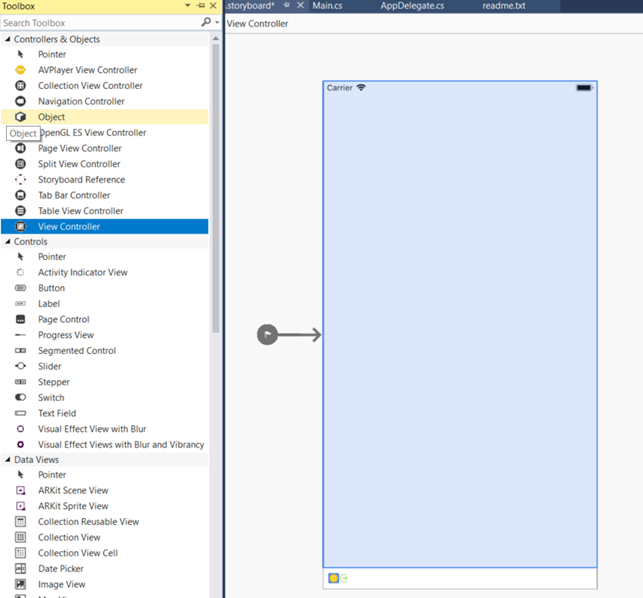 Toolbox
Search Toolbox
Controllers & Objects
Pointer
AVPlayer View Controller
Collection View Controller
Navigation Controller
Object
Object
OpenGL ES View Controller
Page View Controller
Split View Controller
Storyboard Reference
Tab Bar Controller
Table View Controller
View Controller
Controls
Pointer
Activity Indicator View
Button
Label
Page Control
Progress View
Segmented Control
Slider
Stepper
Switch
Text Field
Visual Effect View with Blur
Visual Effect Views with Blur and Vibrancy
Data Views
Pointer
ARKit Scene View
ARKit Sprite View
Collection Reusable View
Collection View
Collection View Cell
Date Picker
Image View
.storyboard* Main.cs AppDelegate.cs readme.txt
View Controller
Carrier